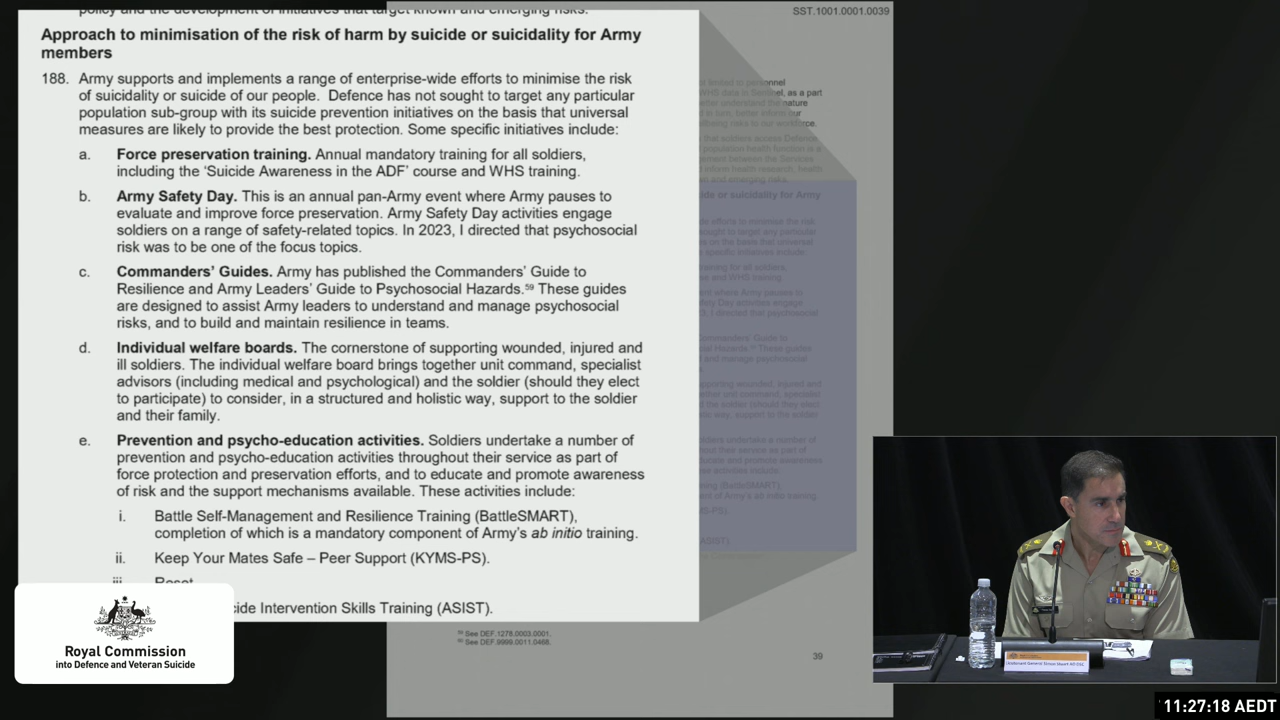 policy and the development of initiatives that target known and emerging risks.
SST.1001.0001.0039
Approach to minimisation of the risk of harm by suicide or suicidality for Army
members
188. Army supports and implements a range of enterprise-wide efforts to minimise the risk
of suicidality or suicide of our people. Defence has not sought to target any particular
population sub-group with its suicide prevention initiatives on the basis that universal
measures are likely to provide the best protection. Some specific initiatives include:
a. Force preservation training. Annual mandatory training for all soldiers,
including the ‘Suicide Awareness in the ADF’ course and WHS training.
b. Army Safety Day. This is an annual pan-Army event where Army pauses to
evaluate and improve force preservation. Army Safety Day activities engage
soldiers on a range of safety-related topics. In 2023, I directed that psychosocial
risk was to be one of the focus topics.
c. Commanders’ Guides. Army has published the Commanders’ Guide to
Resilience and Army Leaders’ Guide to Psychosocial Hazards.⁵⁹ These guides
are designed to assist Army leaders to understand and manage psychosocial
risks, and to build and maintain resilience in teams.
d. Individual welfare boards. The cornerstone of supporting wounded, injured and
ill soldiers. The individual welfare board brings together unit command, specialist
advisors (including medical and psychological) and the soldier (should they elect
to participate) to consider, in a structured and holistic way, support to the soldier
and their family.
e. Prevention and psycho-education activities. Soldiers undertake a number of
prevention and psycho-education activities throughout their service as part of
force protection and preservation efforts, and to educate and promote awareness
of risk and the support mechanisms available. These activities include:
i. Battle Self-Management and Resilience Training (BattleSMART),
completion of which is a mandatory component of Army’s ab initio training.
ii. Keep Your Mates Safe – Peer Support (KYMS-PS).
iii. Reset
cide Intervention Skills Training (ASIST).
⁵⁹ See DEF.1278.0003.0001.
⁶⁰ See DEF.9999.0011.0468.
39
Royal Commission
into Defence and Veteran Suicide
11:27:18 AEDT